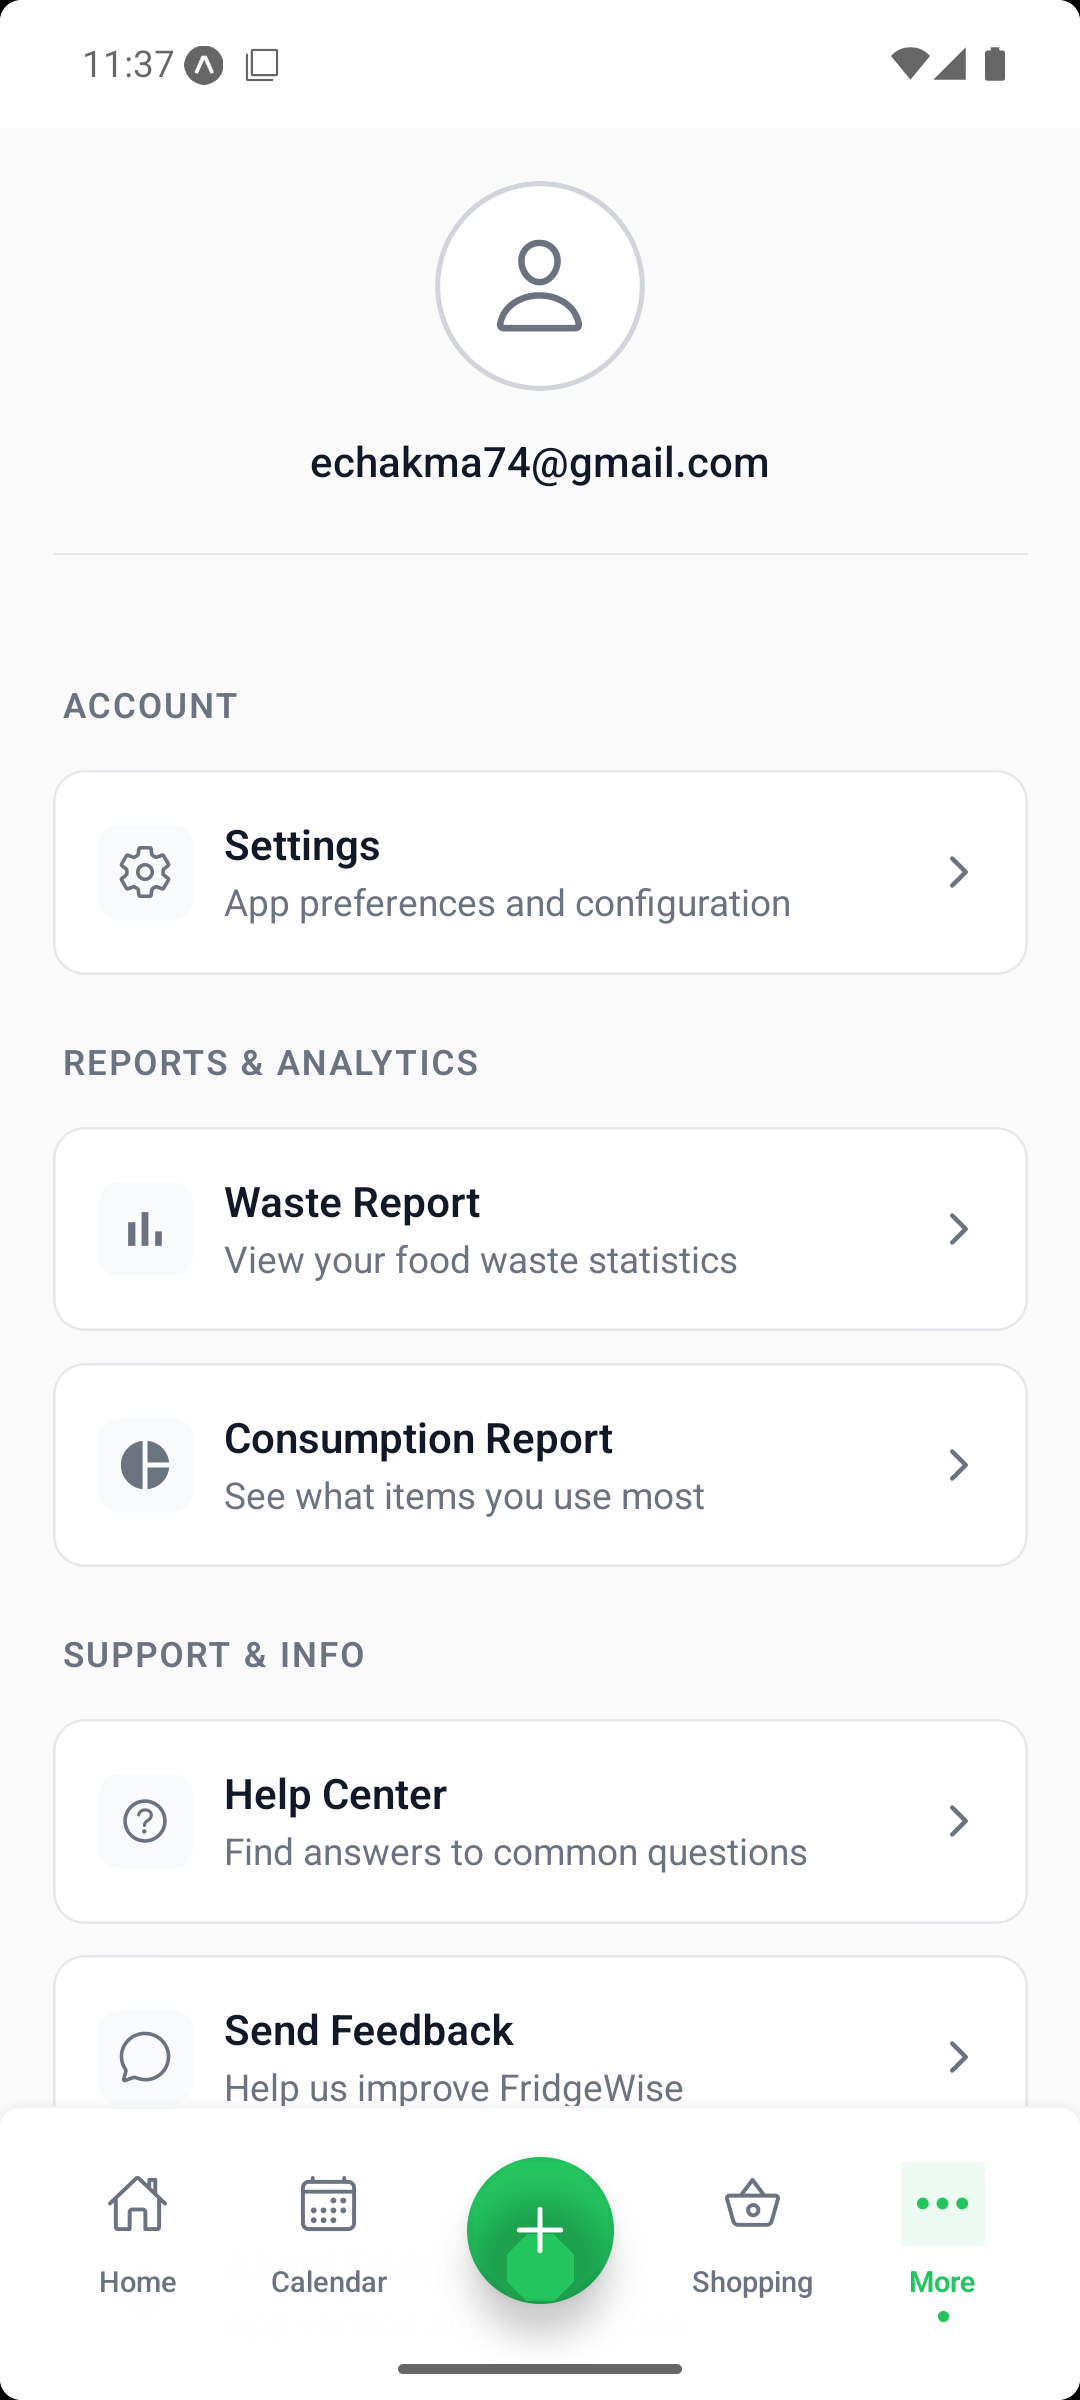 11:37
echakma74@gmail.com
ACCOUNT
Settings
App preferences and configuration
REPORTS & ANALYTICS
Waste Report
View your food waste statistics
Consumption Report
See what items you use most
SUPPORT & INFO
Help Center
Find answers to common questions
Send Feedback
Help us improve FridgeWise
Home
Calendar
Shopping
More